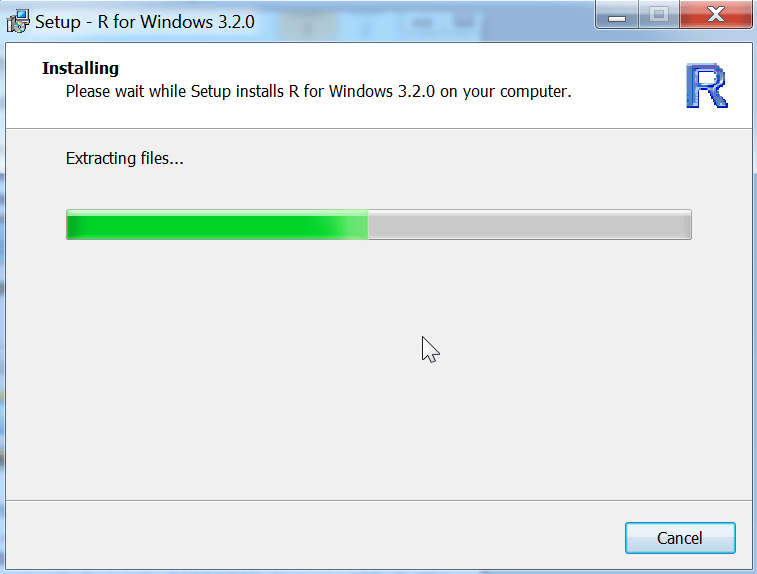 Setup - R for Windows 3.2.0
Installing
Please wait while Setup installs R for Windows 3.2.0 on your computer.
R
Extracting files...
Cancel